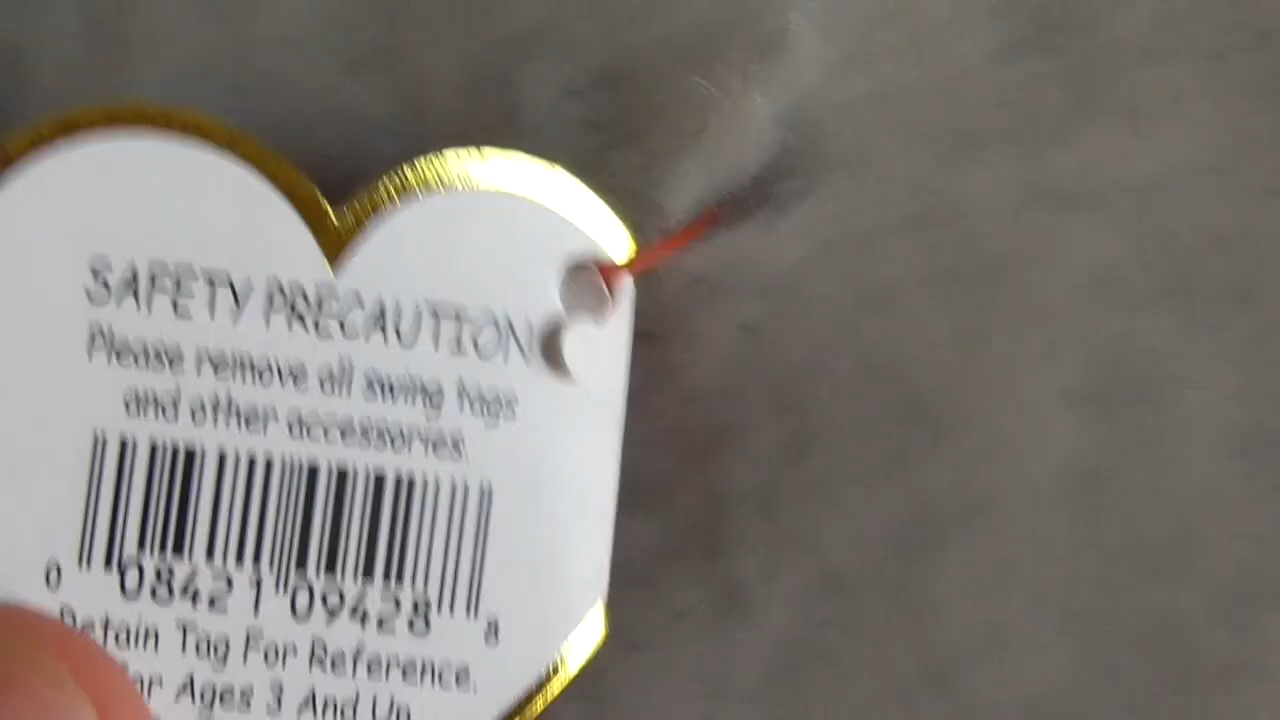 SAFETY PRECAUTION
Please remove all swing tags
and other accessories.
0 08421 09428 8
Retain Tag For Reference.
For Ages 3 And Up